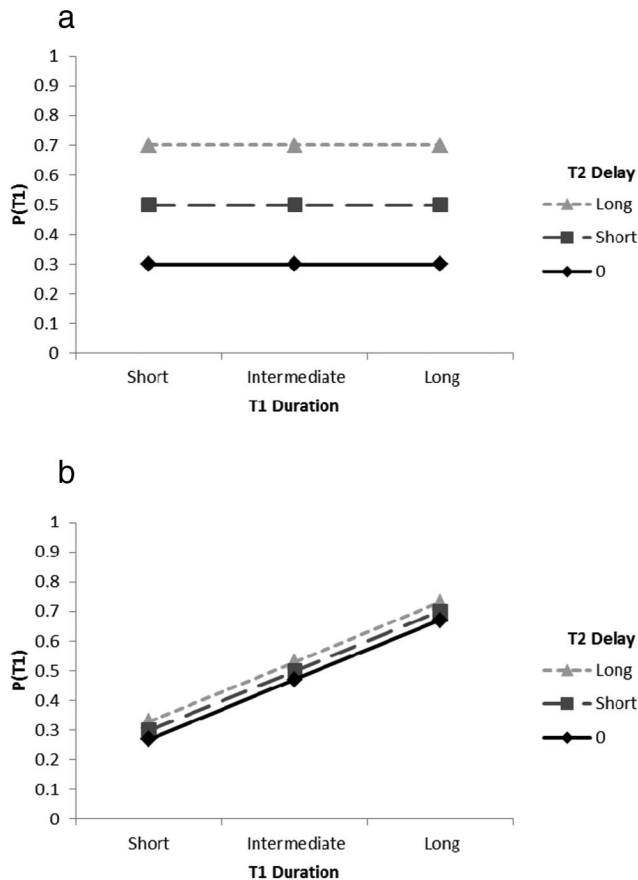 a
1
0.9
0.8
0.7
0.6
0.5
0.4
0.3
0.2
0.1
0
P(T1)
Short Intermediate Long
T1 Duration
T2 Delay
Long
Short
0
b
1
0.9
0.8
0.7
0.6
0.5
0.4
0.3
0.2
0.1
0
P(T1)
Short Intermediate Long
T1 Duration
T2 Delay
Long
Short
0